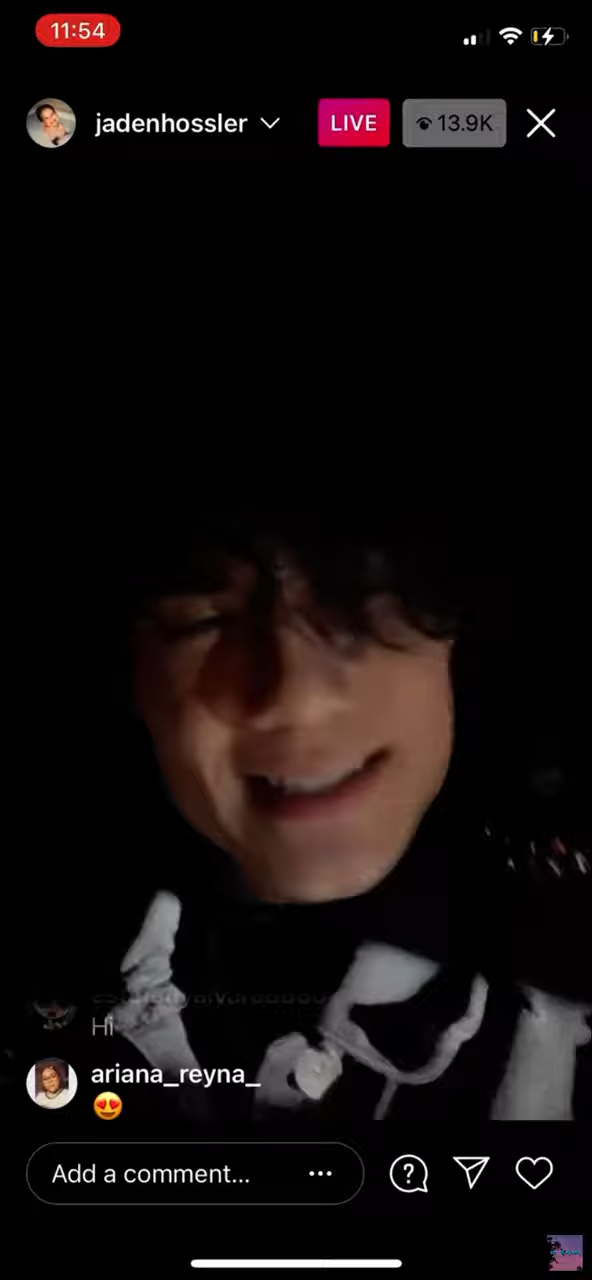 11:54
jadenhossler
LIVE
13.9K
Hi
ariana_reyna_
😍
Add a comment...